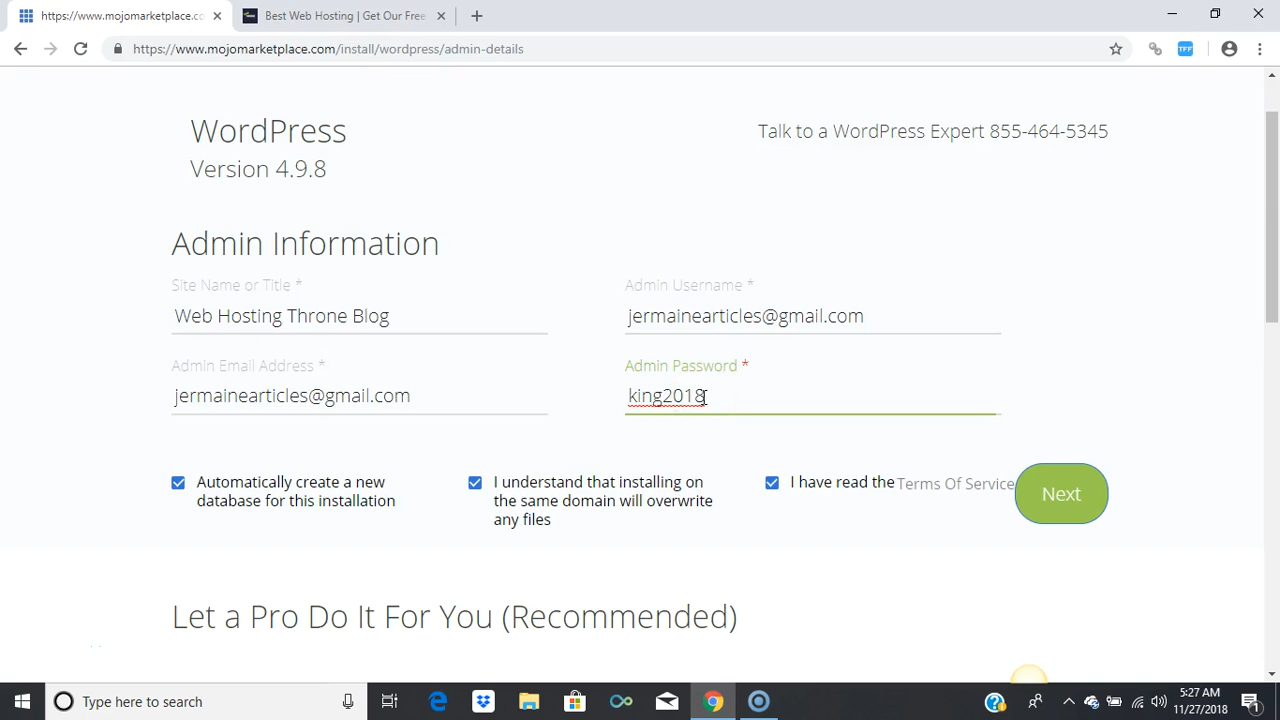 https://www.mojomarketplace.co
Best Web Hosting | Get Our Free
https://www.mojomarketplace.com/install/wordpress/admin-details
TFF
WordPress
Version 4.9.8
Talk to a WordPress Expert 855-464-5345
Admin Information
Site Name or Title *
Admin Username *
Web Hosting Throne Blog
jermainearticles@gmail.com
Admin Email Address *
Admin Password *
jermainearticles@gmail.com
king2018
Automatically create a new
database for this installation
I understand that installing on
the same domain will overwrite
any files
I have read the Terms Of Service
Next
Let a Pro Do It For You (Recommended)
Type here to search
5:27 AM
11/27/2018
1